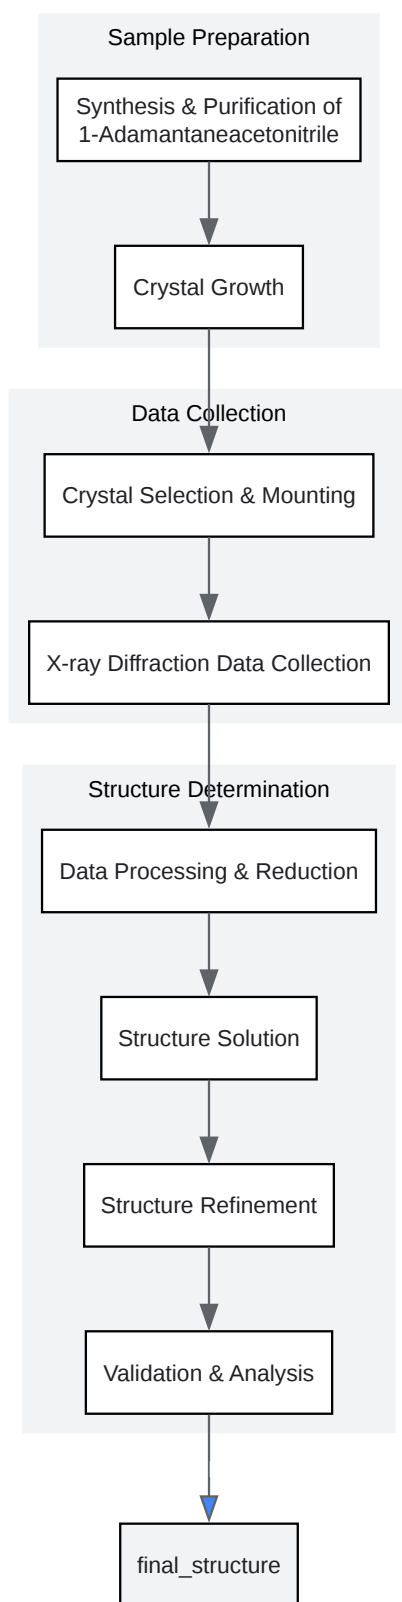 Sample Preparation
Synthesis & Purification of
1-Adamantaneacetonitrile
Crystal Growth
Data Collection
Crystal Selection & Mounting
X-ray Diffraction Data Collection
Structure Determination
Data Processing & Reduction
Structure Solution
Structure Refinement
Validation & Analysis
final_structure